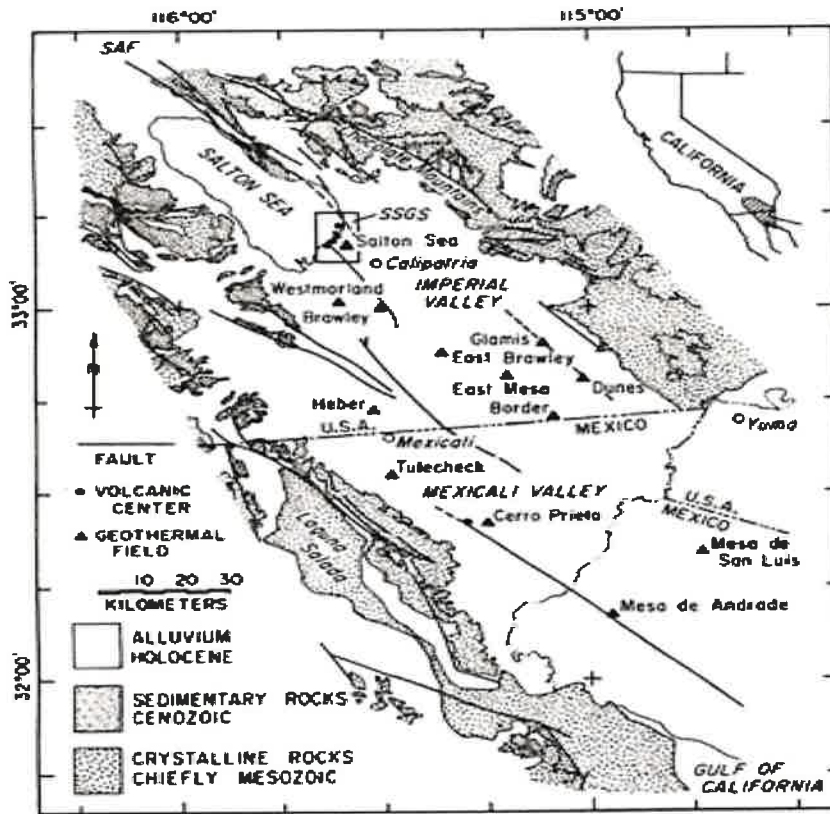 116°00'
115°00'
SAF
SALTON SEA
CALIFORNIA
SSGS
Salton Sea
Calipatria
IMPERIAL
VALLEY
Westmorland
Brawley
33°00'
Glamis
East Brawley
East Mesa
Dunes
Border
Heber
U.S.A.
MEXICO
Mexicali
Yuma
Tulecheck
MEXICALI VALLEY
U.S.A.
MEXICO
Cerro Prieto
Laguna
Salada
Mesa de
San Luis
Mesa de Andrade
FAULT
VOLCANIC
CENTER
GEOTHERMAL
FIELD
10 20 30
KILOMETERS
ALLUVIUM
HOLOCENE
32°00'
SEDIMENTARY ROCKS
CENOZOIC
CRYSTALLINE ROCKS
CHIEFLY MESOZOIC
GULF OF
CALIFORNIA